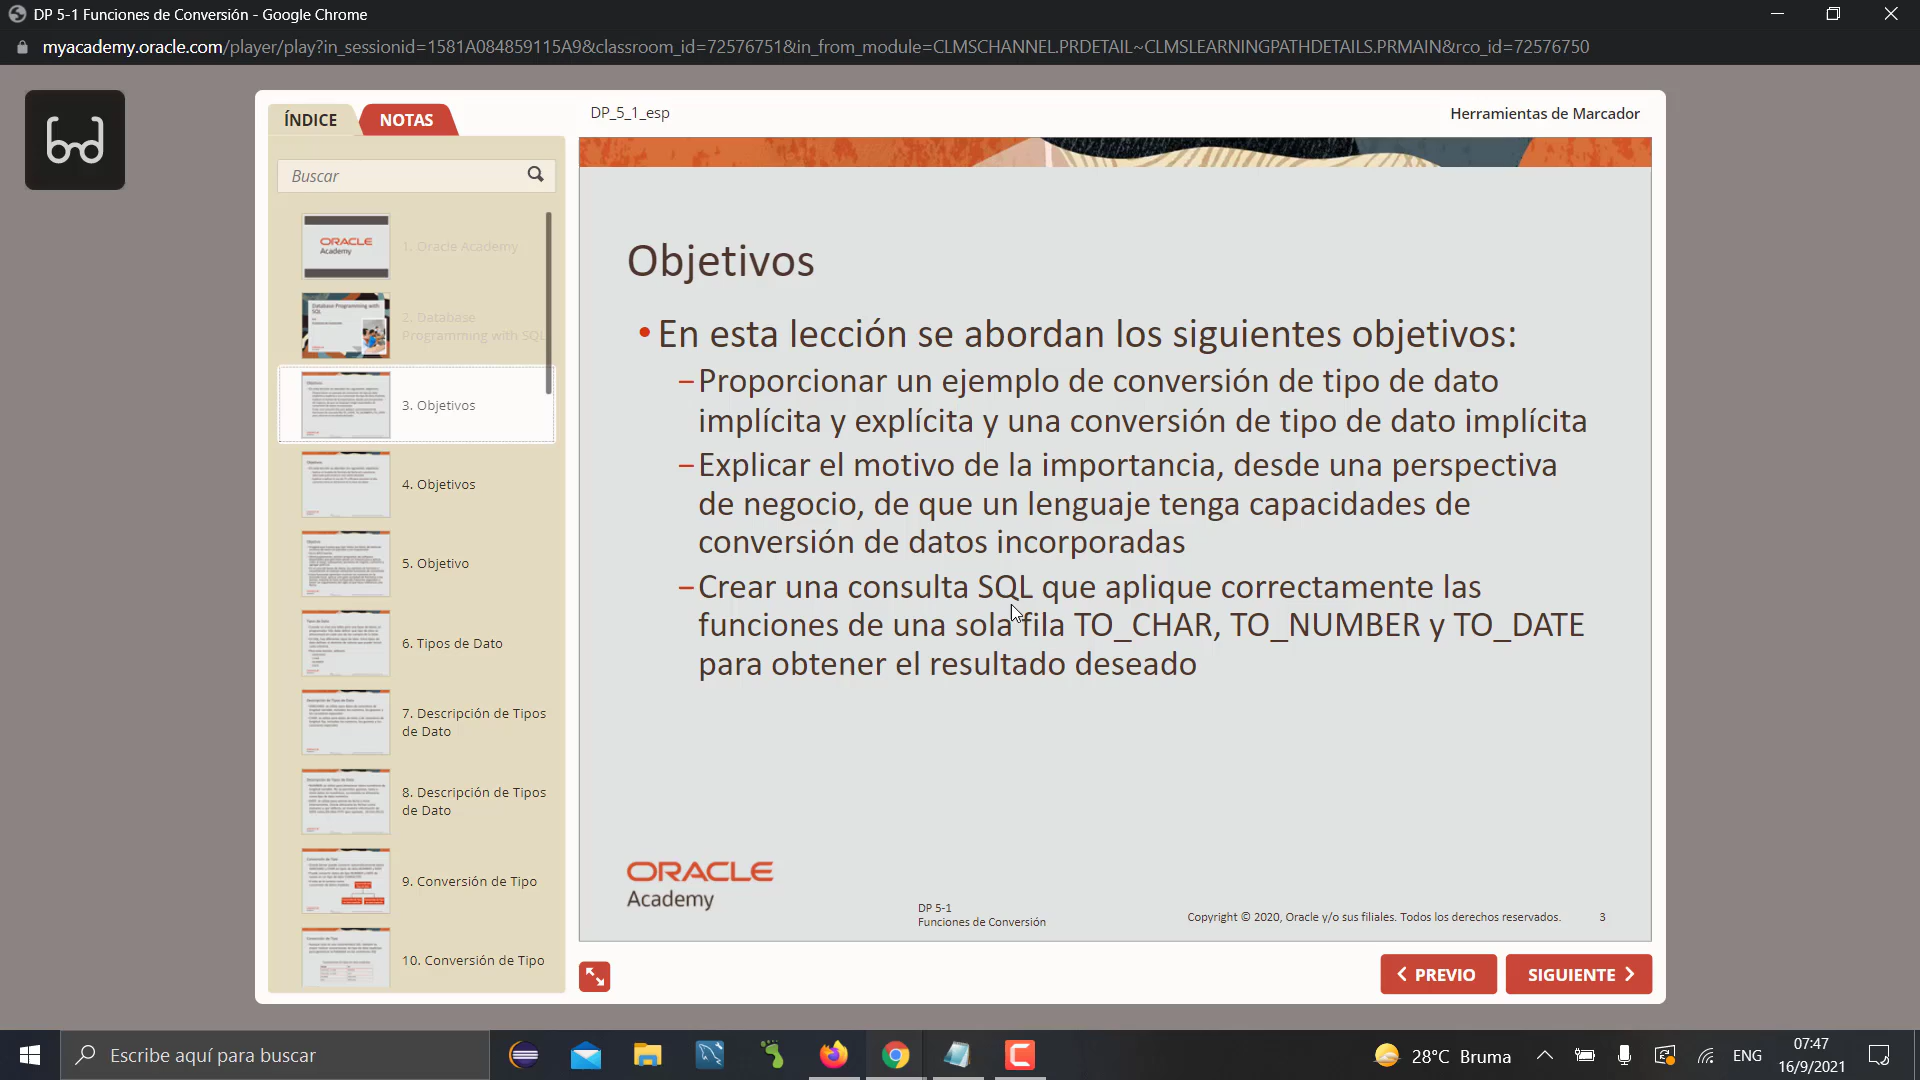 DP 5-1 Funciones de Conversión - Google Chrome
myacademy.oracle.com/player/play?in_sessionid=1581A084859115A9&classroom_id=72576751&in_from_module=CLMSCHANNEL.PRDETAIL~CLMSLEARNINGPATHDETAILS.PRMAIN&rco_id=72576750
ÍNDICE
NOTAS
Buscar
ORACLE
Academy
1. Oracle Academy
Database Programming with
SQL
2. Database
Programming with SQL
3. Objetivos
4. Objetivos
5. Objetivo
6. Tipos de Dato
7. Descripción de Tipos
de Dato
8. Descripción de Tipos
de Dato
9. Conversión de Tipo
10. Conversión de Tipo
DP_5_1_esp
Herramientas de Marcador
Objetivos
• En esta lección se abordan los siguientes objetivos:
–Proporcionar un ejemplo de conversión de tipo de dato
implícita y explícita y una conversión de tipo de dato implícita
–Explicar el motivo de la importancia, desde una perspectiva
de negocio, de que un lenguaje tenga capacidades de
conversión de datos incorporadas
–Crear una consulta SQL que aplique correctamente las
funciones de una sola fila TO_CHAR, TO_NUMBER y TO_DATE
para obtener el resultado deseado
ORACLE
Academy
DP 5-1
Funciones de Conversión
Copyright © 2020, Oracle y/o sus filiales. Todos los derechos reservados.
3
PREVIO
SIGUIENTE
Escribe aquí para buscar
28°C Bruma
ENG
07:47
16/9/2021